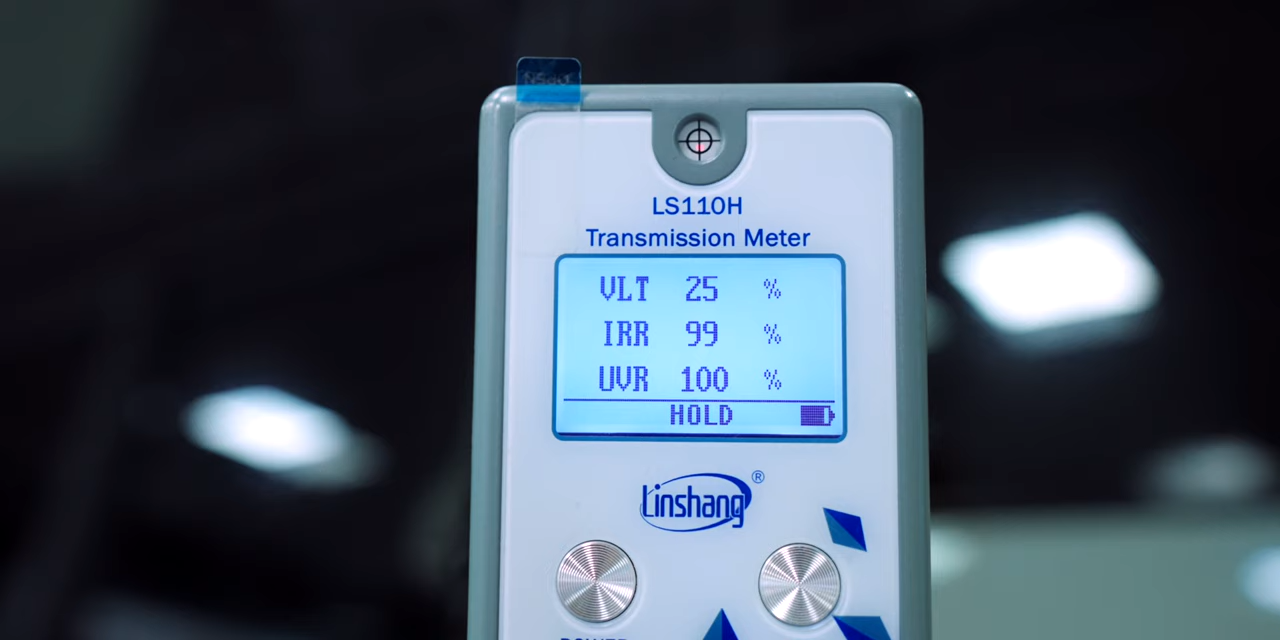 LS110H
Transmission Meter
VLT 25 %
IRR 99 %
UVR 100 %
HOLD
Linshang®